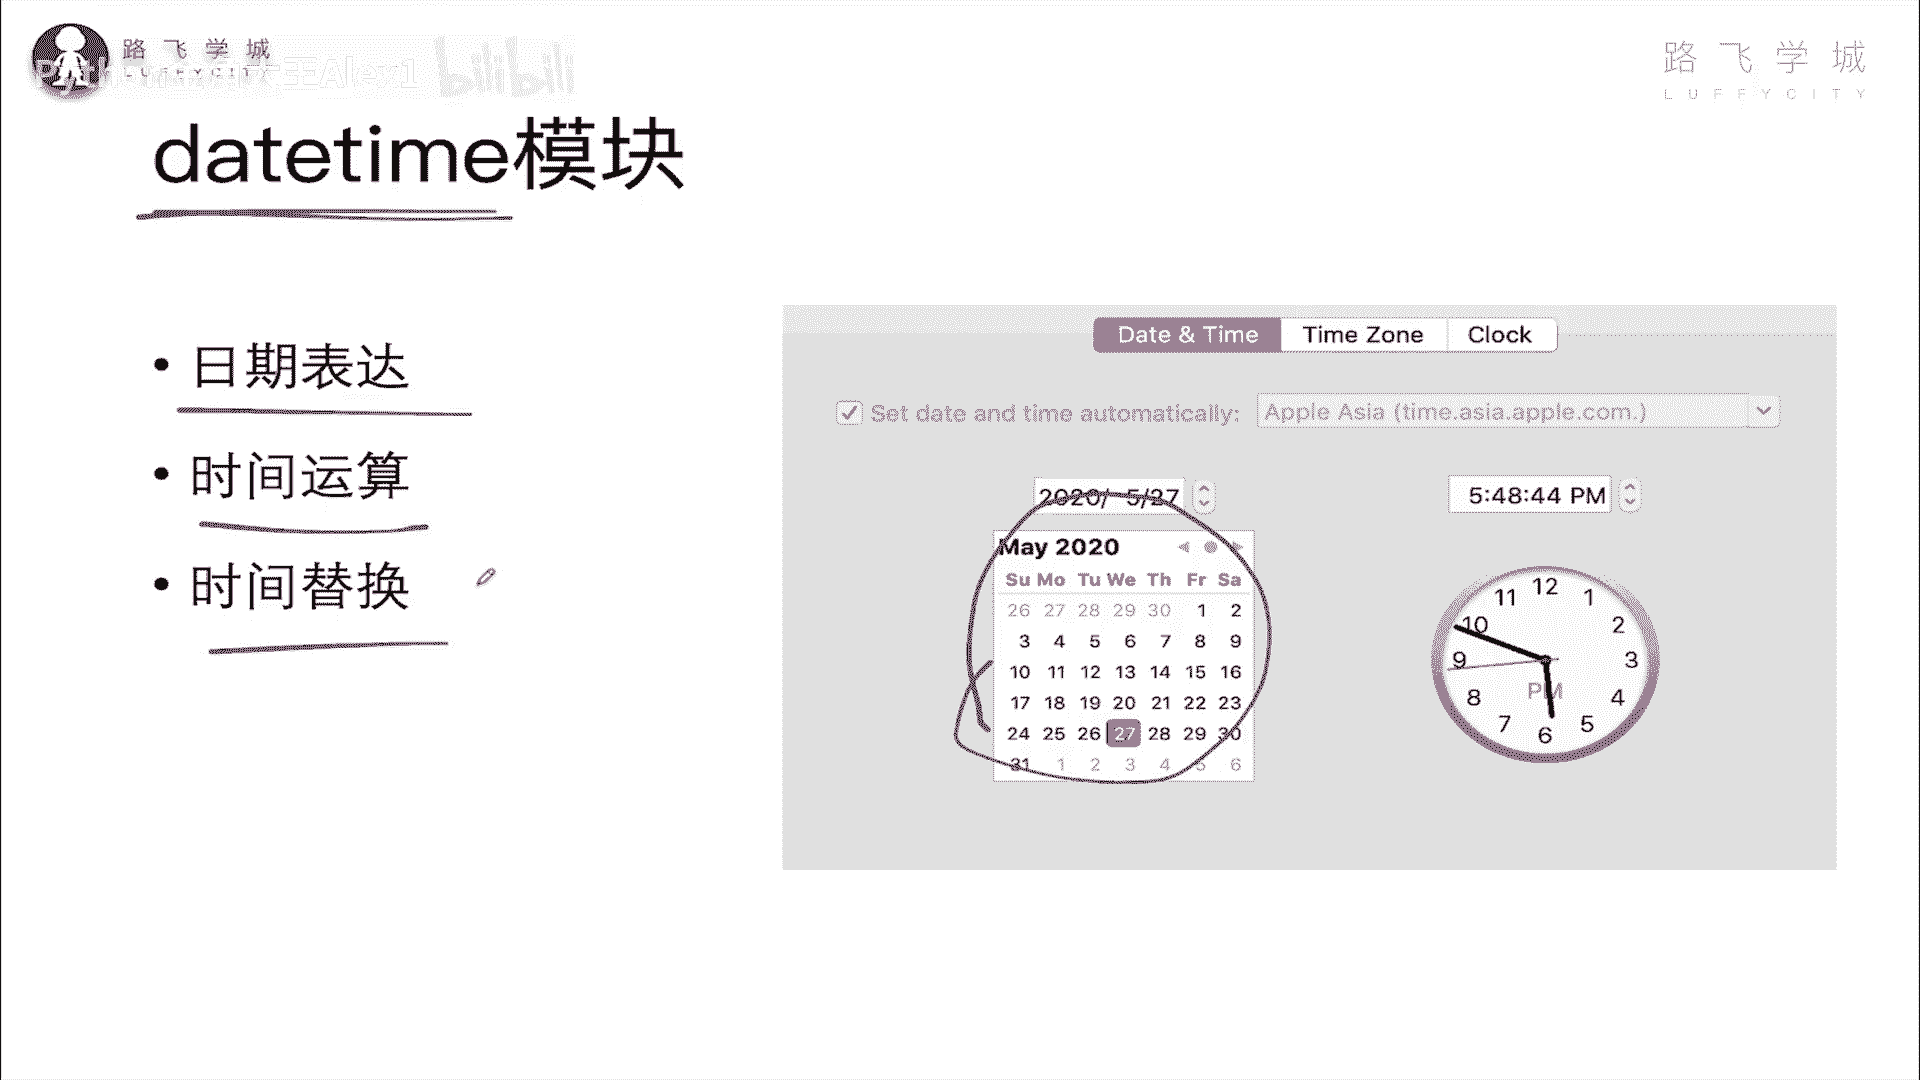 路飞学城
LUFFYCITY
bilibili
路飞学城
LUFFYCITY
datetime模块
• 日期表达
• 时间运算
• 时间替换
Date & Time Time Zone Clock
Set date and time automatically: Apple Asia (time.asia.apple.com.)
2020/ 5/27
5:48:44 PM
May 2020
Su Mo Tu We Th Fr Sa
26 27 28 29 30 1 2
3 4 5 6 7 8 9
10 11 12 13 14 15 16
17 18 19 20 21 22 23
24 25 26 27 28 29 30
31 1 2 3 4 5 6
12
11 1
10 2
9 3
PM
8 4
7 5
6